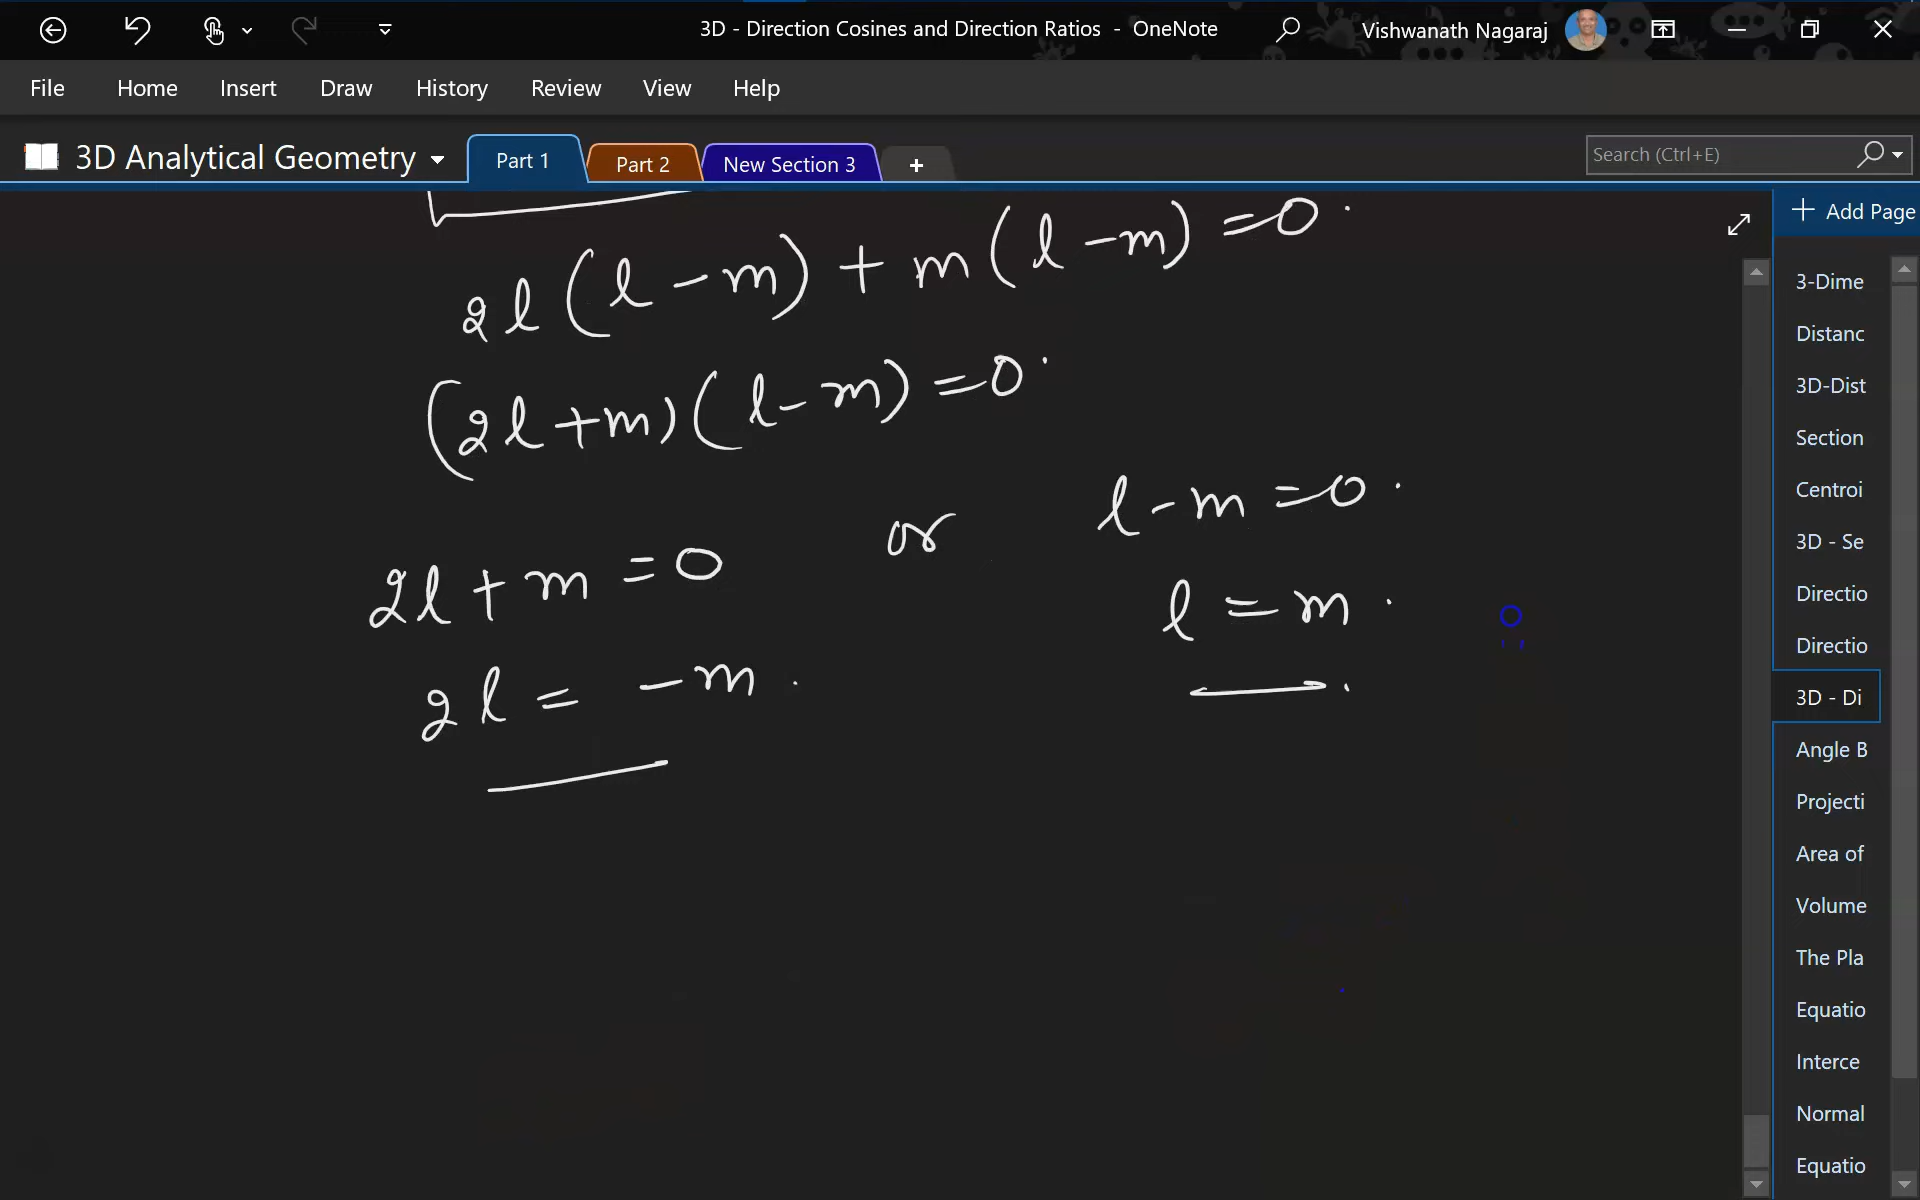 3D - Direction Cosines and Direction Ratios - OneNote
Vishwanath Nagaraj
File Home Insert Draw History Review View Help
3D Analytical Geometry
Part 1
Part 2
New Section 3
+
Search (Ctrl+E)
2l(l-m)+m(l-m)=0.
(2l+m)(l-m)=0.
2l+m=0 or l-m=0.
2l=-m. l=m.
+ Add Page
3-Dime
Distanc
3D-Dist
Section
Centroi
3D - Se
Directio
Directio
3D - Di
Angle B
Projecti
Area of
Volume
The Pla
Equatio
Interce
Normal
Equatio